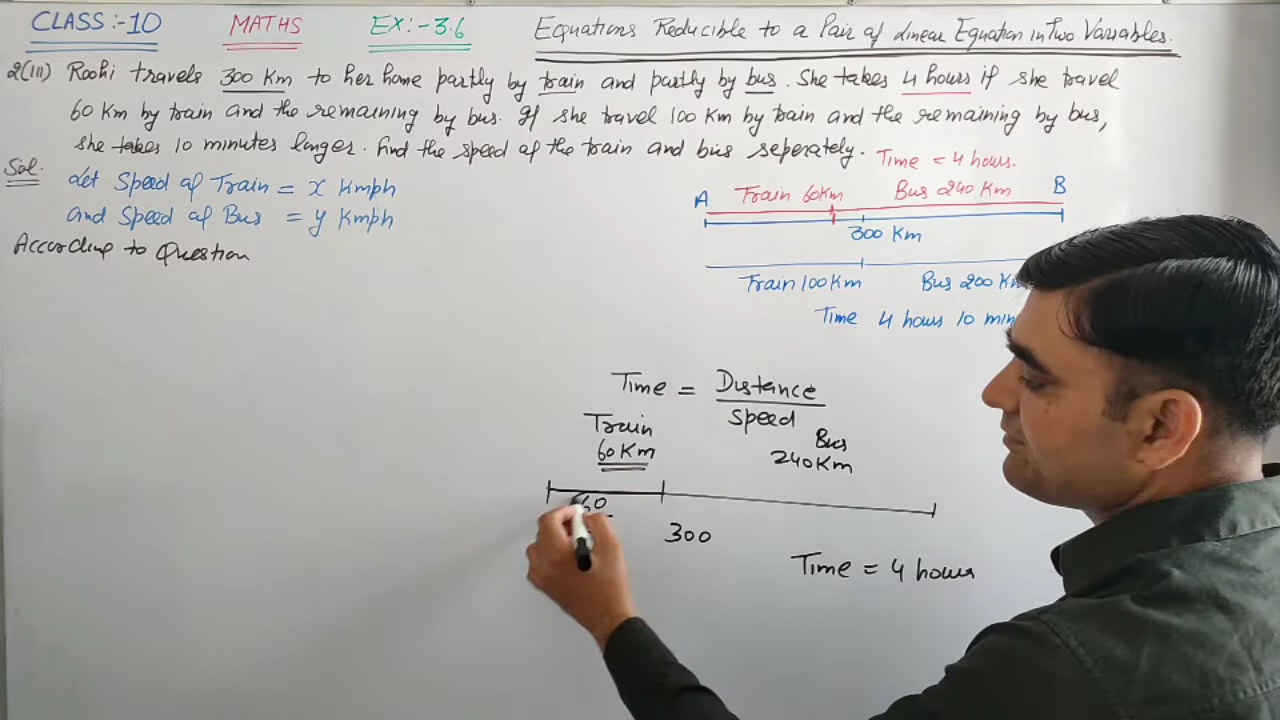 CLASS :- 10 MATHS EX :- 3.6 Equations Reducible to a Pair of Linear Equation in Two Variables.
2(iii) Roohi travels 300 Km to her home partly by train and partly by bus. She takes 4 hours if she travel
60 Km by train and the remaining by bus. If she travel 100 Km by train and the remaining by bus,
she takes 10 minutes longer. Find the speed of the train and bus seperately.
Time = 4 hours.
Sol.
Let Speed of Train = x Kmph
and Speed of Bus = y Kmph
According to Question
A Train 60Km Bus 240 Km B
300 Km
Train 100 Km Bus 200
Time 4 hours 10
Time = Distance
Speed
Train
60 Km
Bus
240 Km
60
300
Time = 4 hours